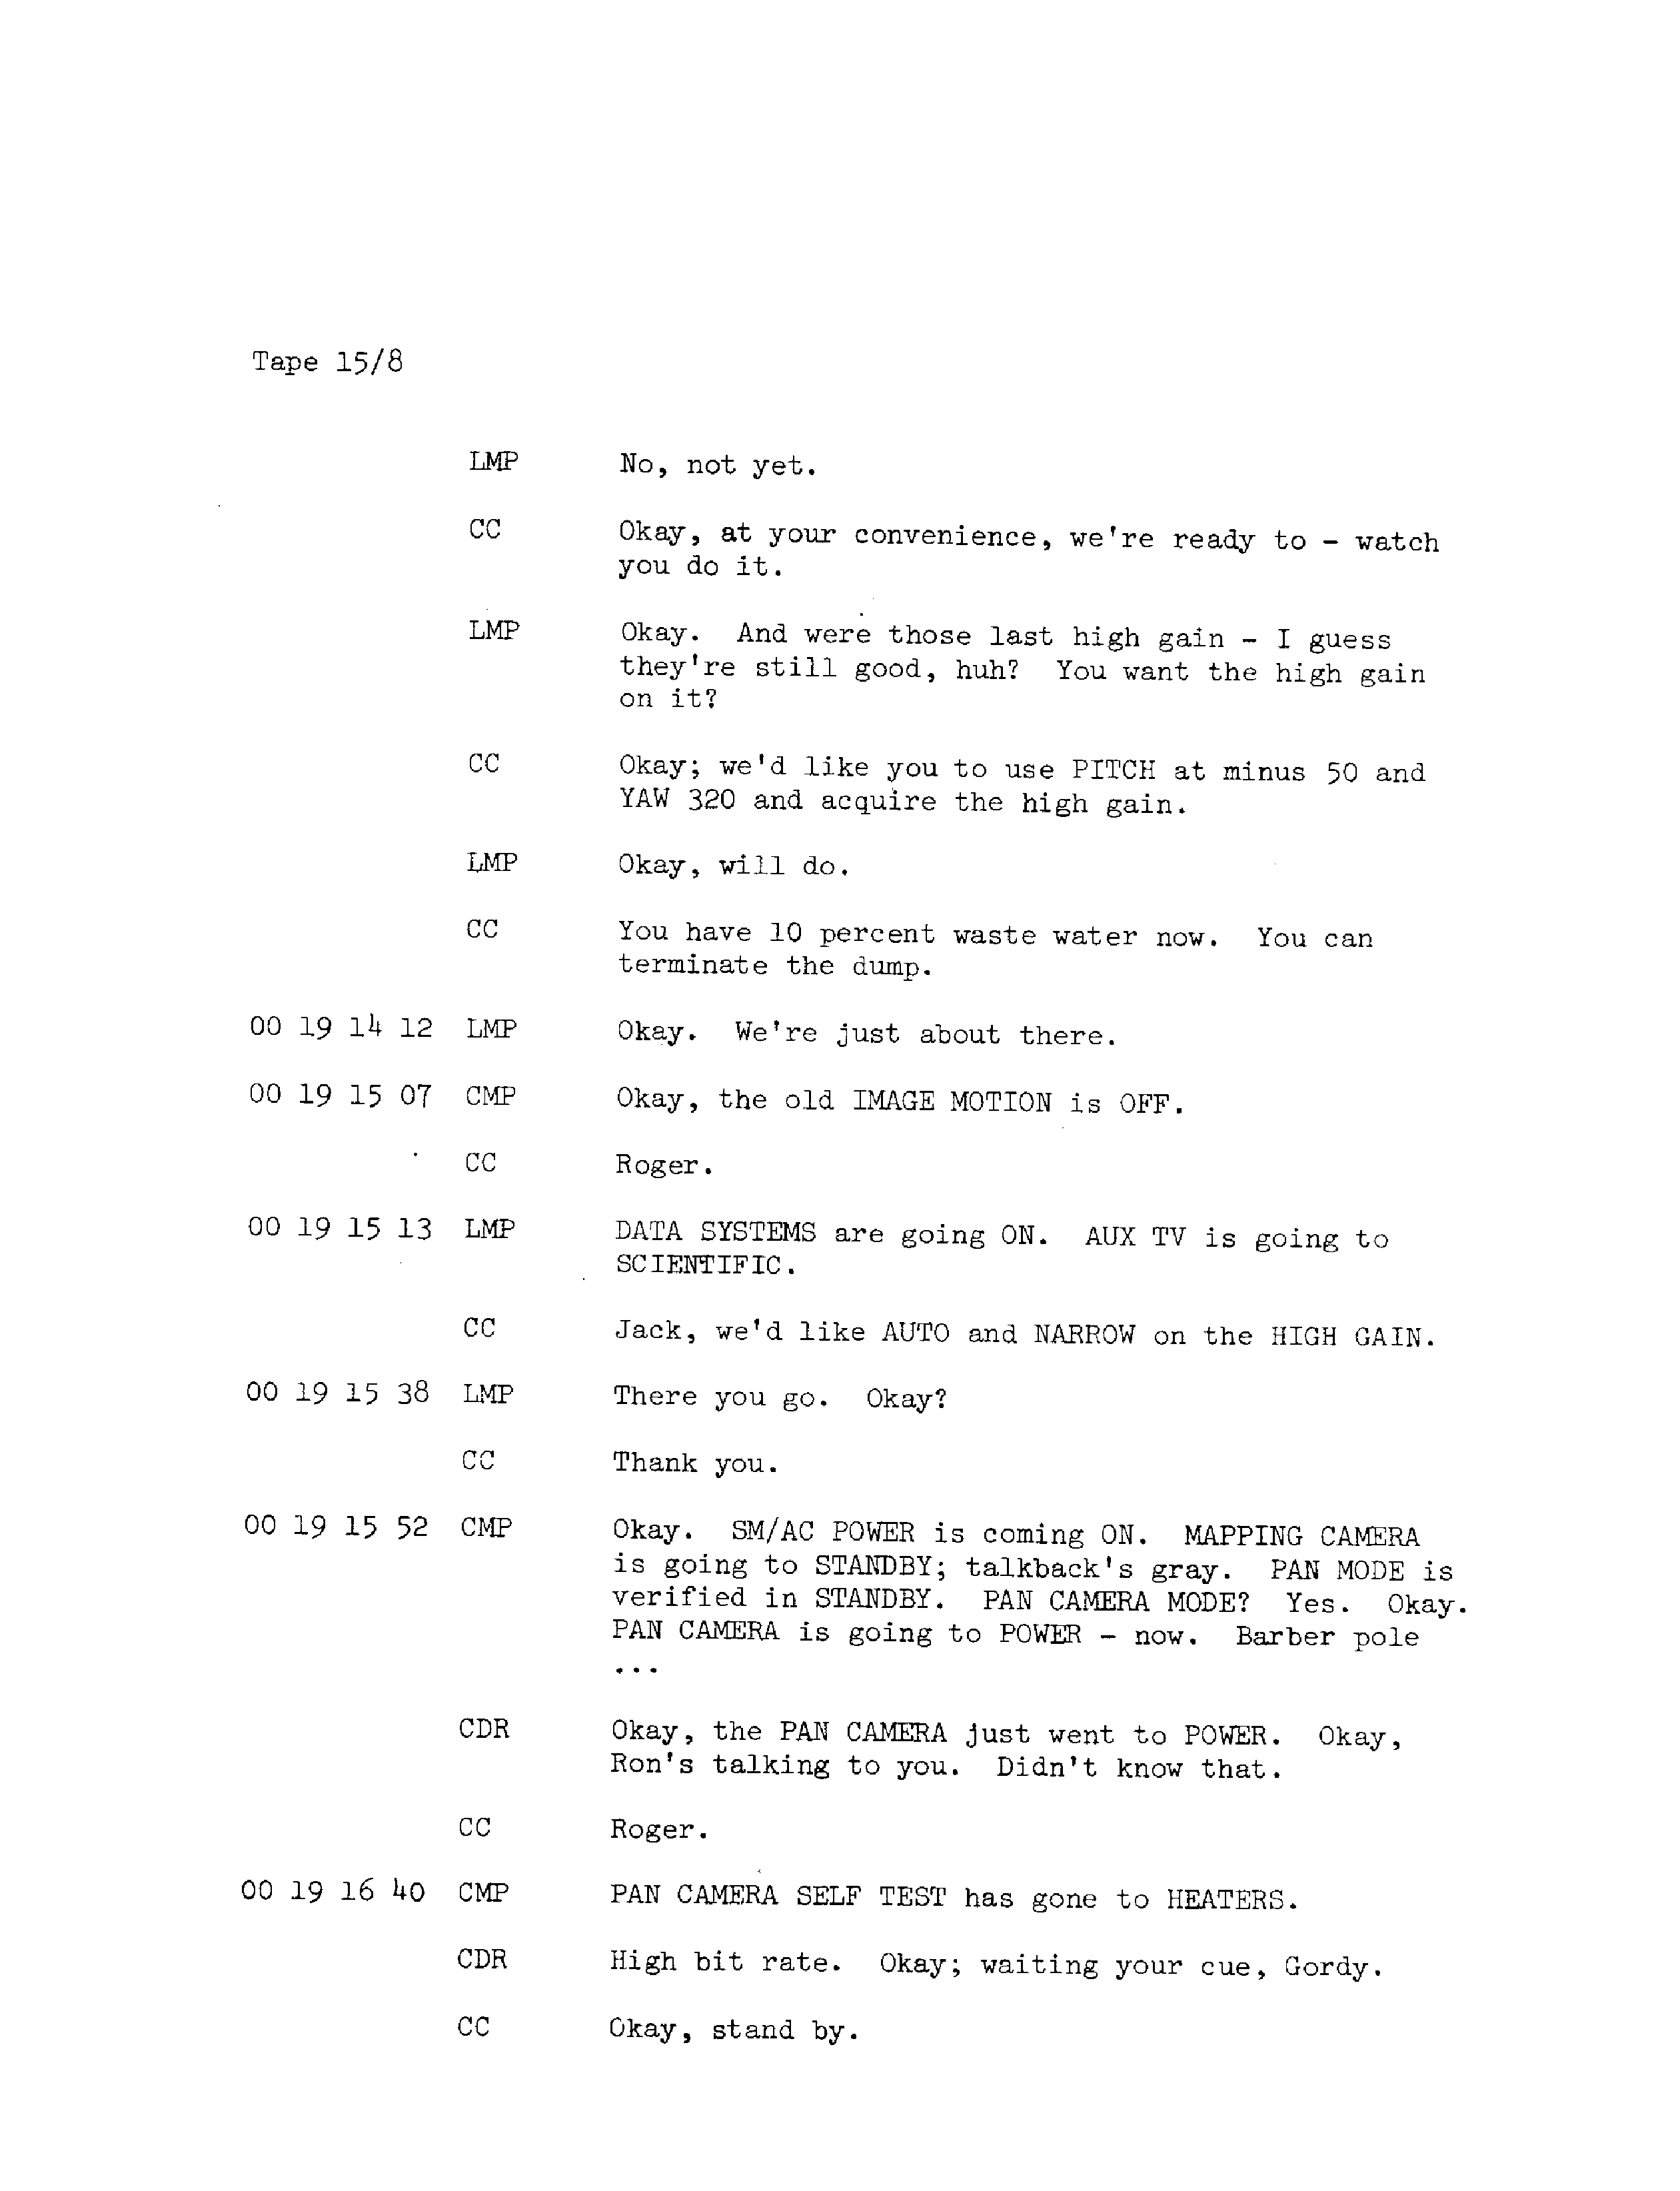 Tape 15/8
LMP No, not yet.
CC Okay, at your convenience, we're ready to - watch
you do it.
LMP Okay. And were those last high gain - I guess
they're still good, huh? You want the high gain
on it?
CC Okay; we'd like you to use PITCH at minus 50 and
YAW 320 and acquire the high gain.
LMP Okay, will do.
CC You have 10 percent waste water now. You can
terminate the dump.
00 19 14 12 LMP Okay. We're just about there.
00 19 15 07 CMP Okay, the old IMAGE MOTION is OFF.
CC Roger.
00 19 15 13 LMP DATA SYSTEMS are going ON. AUX TV is going to
SCIENTIFIC.
CC Jack, we'd like AUTO and NARROW on the HIGH GAIN.
00 19 15 38 LMP There you go. Okay?
CC Thank you.
00 19 15 52 CMP Okay. SM/AC POWER is coming ON. MAPPING CAMERA
is going to STANDBY; talkback's gray. PAN MODE is
verified in STANDBY. PAN CAMERA MODE? Yes. Okay.
PAN CAMERA is going to POWER - now. Barber pole
...
CDR Okay, the PAN CAMERA just went to POWER. Okay,
Ron's talking to you. Didn't know that.
CC Roger.
00 19 16 40 CMP PAN CAMERA SELF TEST has gone to HEATERS.
CDR High bit rate. Okay; waiting your cue, Gordy.
CC Okay, stand by.